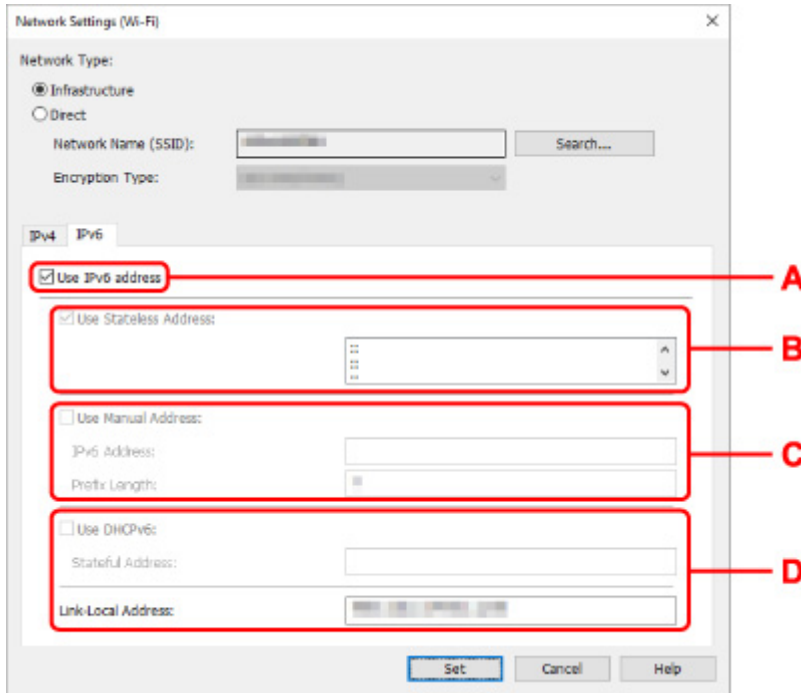 Network Settings (Wi-Fi)
Network Type:
Infrastructure
Direct
Network Name (SSID):
Search...
Encryption Type:
IPv4 IPv6
Use IPv6 address
A
Use Stateless Address:
::
::
::
B
Use Manual Address:
IPv6 Address:
Prefix Length:
C
Use DHCPv6:
Stateful Address:
D
Link-Local Address:
Set Cancel Help